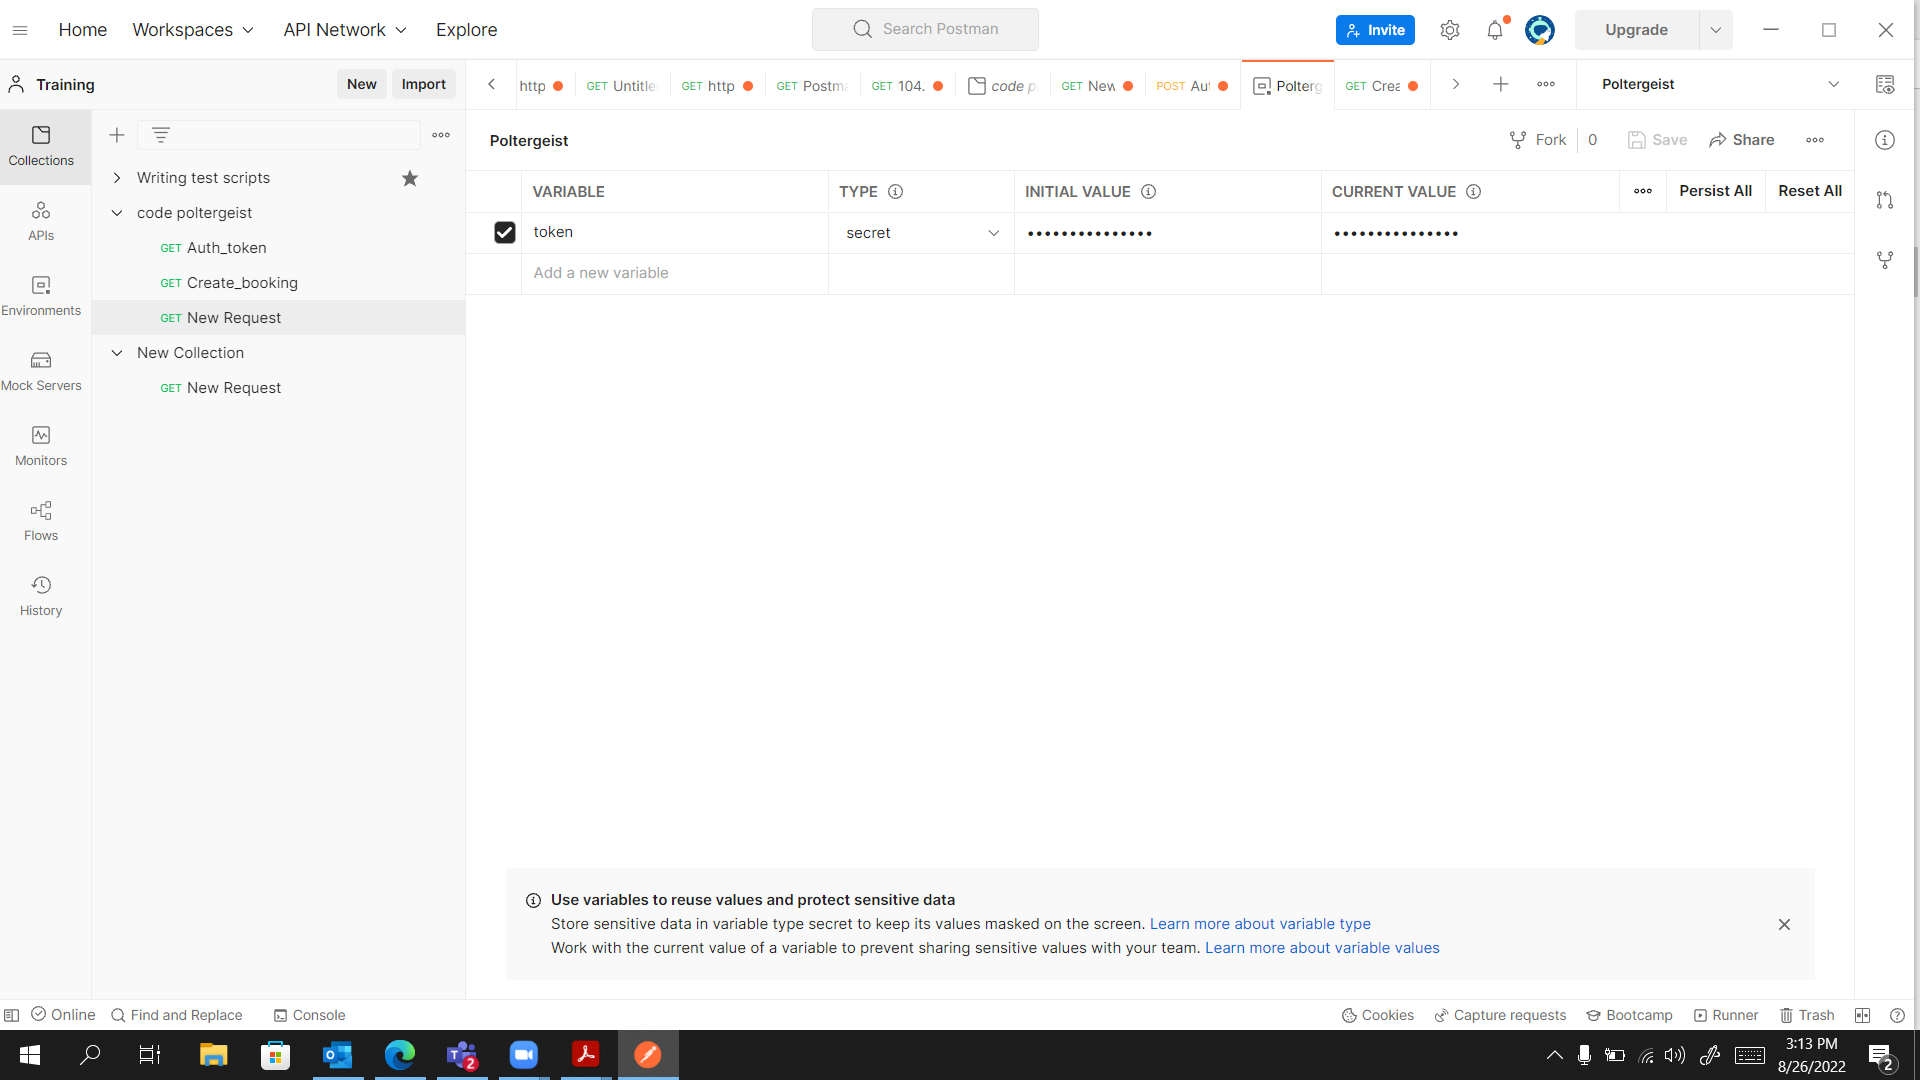 Home Workspaces API Network Explore Search Postman Invite Upgrade
Training New Import http GET Untitle GET http GET Postma GET 104. code p GET New POST Au GET Crea Poltergeist
Poltergeist Fork 0 Save Share
VARIABLE TYPE INITIAL VALUE CURRENT VALUE Persist All Reset All
token secret ••••••••••••••• •••••••••••••••
Add a new variable
Collections
APIs
Environments
Mock Servers
Monitors
Flows
History
Writing test scripts
code poltergeist
GET Auth_token
GET Create_booking
GET New Request
New Collection
GET New Request
Use variables to reuse values and protect sensitive data
Store sensitive data in variable type secret to keep its values masked on the screen. Learn more about variable type
Work with the current value of a variable to prevent sharing sensitive values with your team. Learn more about variable values
Online Find and Replace Console Cookies Capture requests Bootcamp Runner Trash
3:13 PM
8/26/2022
2
2